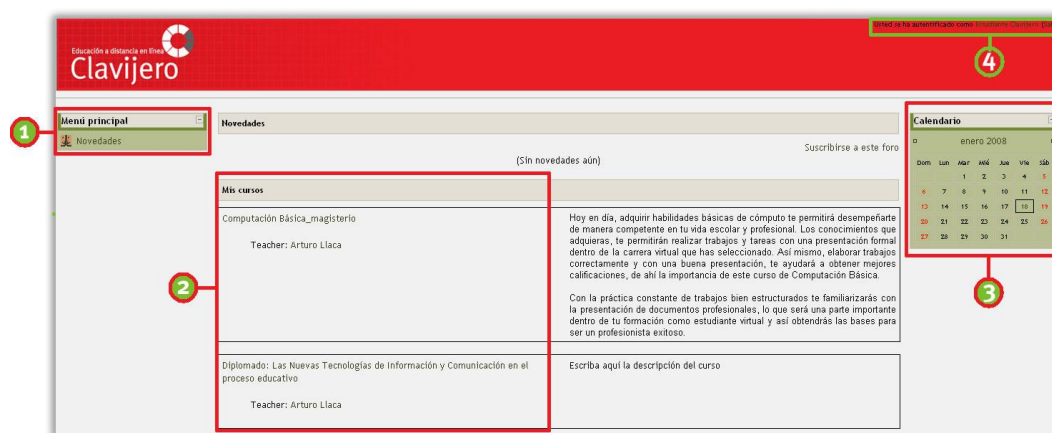 Usted se ha autentificado como Estudiante Clavijero (Sal
4
Educación a distancia en línea
Clavijero
1
Menú principal
Novedades
Novedades
Suscribirse a este foro
(Sin novedades aún)
Mis cursos
2
Computación Básica_magisterio
Teacher: Arturo Llaca
Hoy en día, adquirir habilidades básicas de cómputo te permitirá desempeñarte
de manera competente en tu vida escolar y profesional. Los conocimientos que
adquieras, te permitirán realizar trabajos y tareas con una presentación formal
dentro de la carrera virtual que has seleccionado. Así mismo, elaborar trabajos
correctamente y con una buena presentación, te ayudará a obtener mejores
calificaciones, de ahí la importancia de este curso de Computación Básica.
Con la práctica constante de trabajos bien estructurados te familiarizarás con
la presentación de documentos profesionales, lo que será una parte importante
dentro de tu formación como estudiante virtual y así obtendrás las bases para
ser un profesionista exitoso.
Diplomado: Las Nuevas Tecnologías de Información y Comunicación en el
proceso educativo
Teacher: Arturo Llaca
Escriba aquí la descripción del curso
Calendario
enero 2008
Dom Lun Mar Mié Jue Vie Sáb
1 2 3 4 5
6 7 8 9 10 11 12
13 14 15 16 17 18 19
20 21 22 23 24 25 26
27 28 29 30 31
3